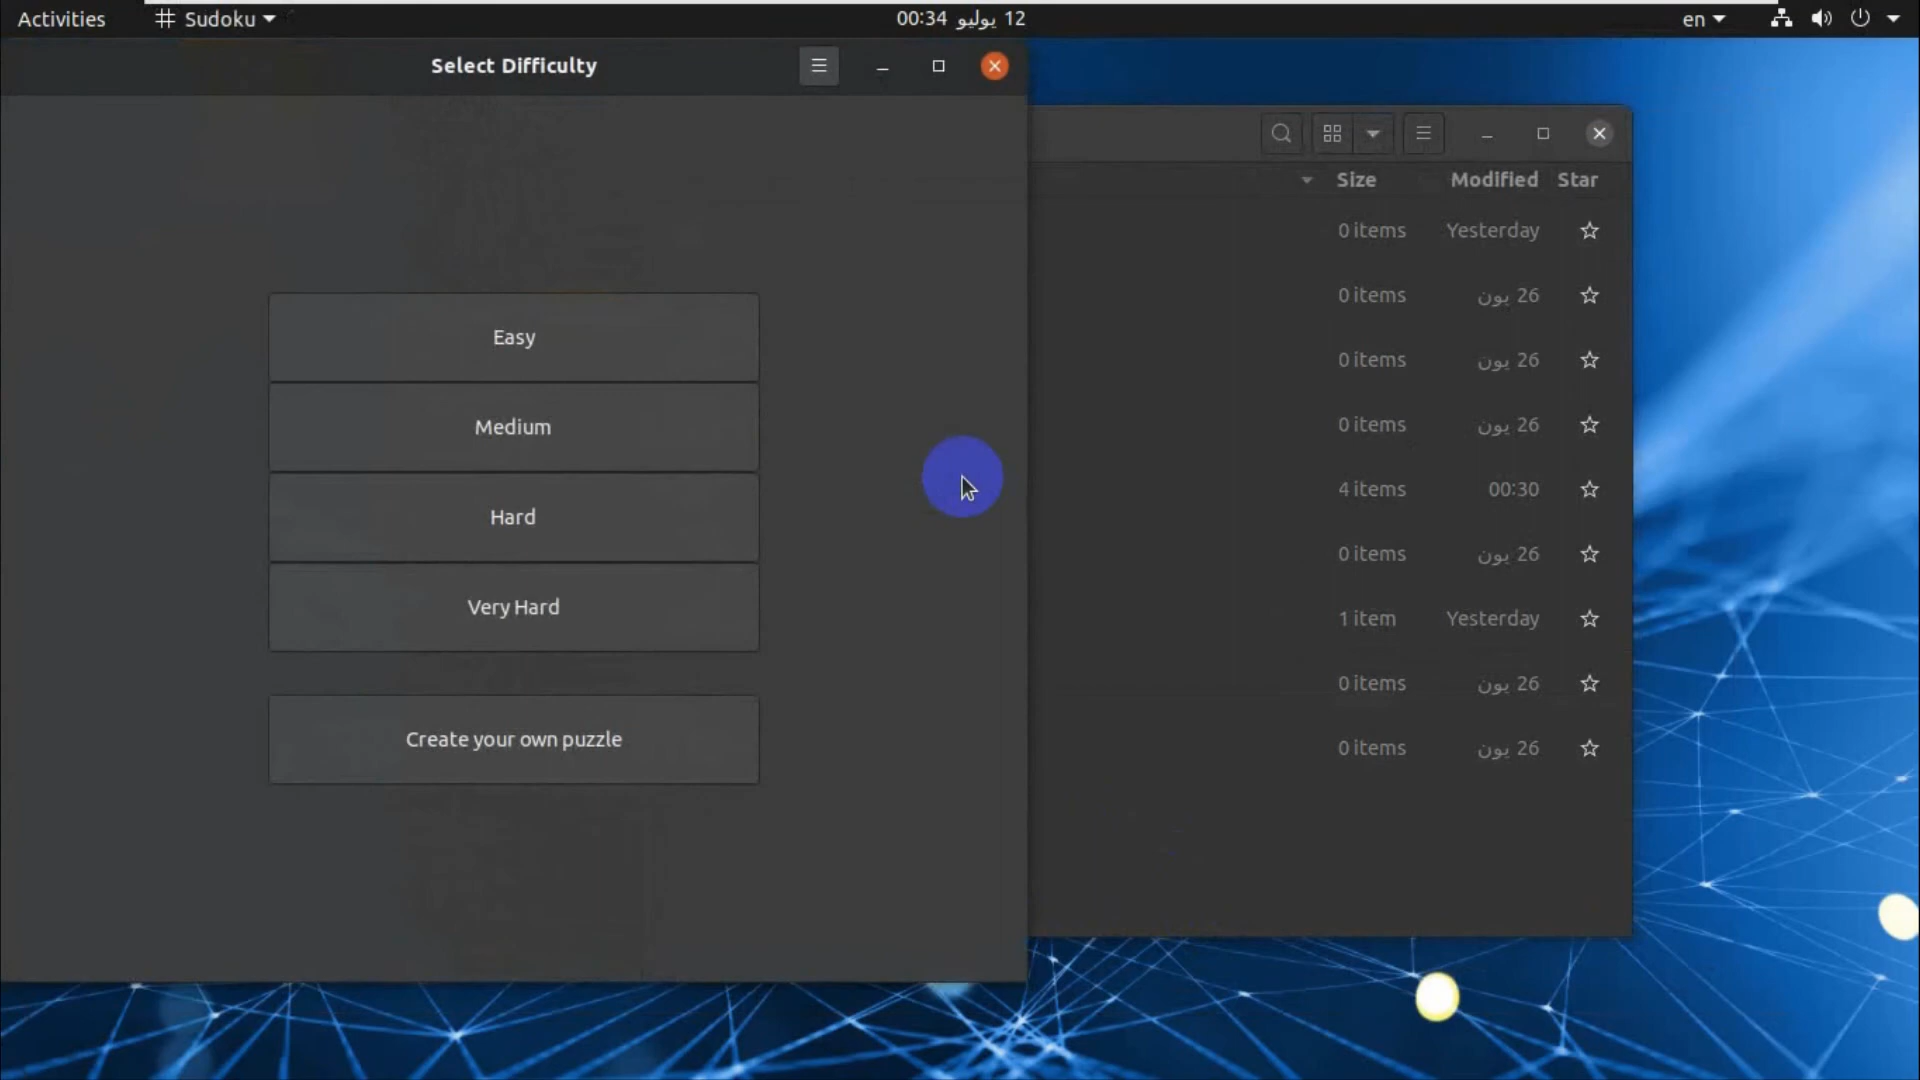 Activities
Sudoku
12 يوليو 00:34
en
Select Difficulty
Easy
Medium
Hard
Very Hard
Create your own puzzle
Size Modified Star
0 items Yesterday
0 items 26 يون
0 items 26 يون
0 items 26 يون
4 items 00:30
0 items 26 يون
1 item Yesterday
0 items 26 يون
0 items 26 يون